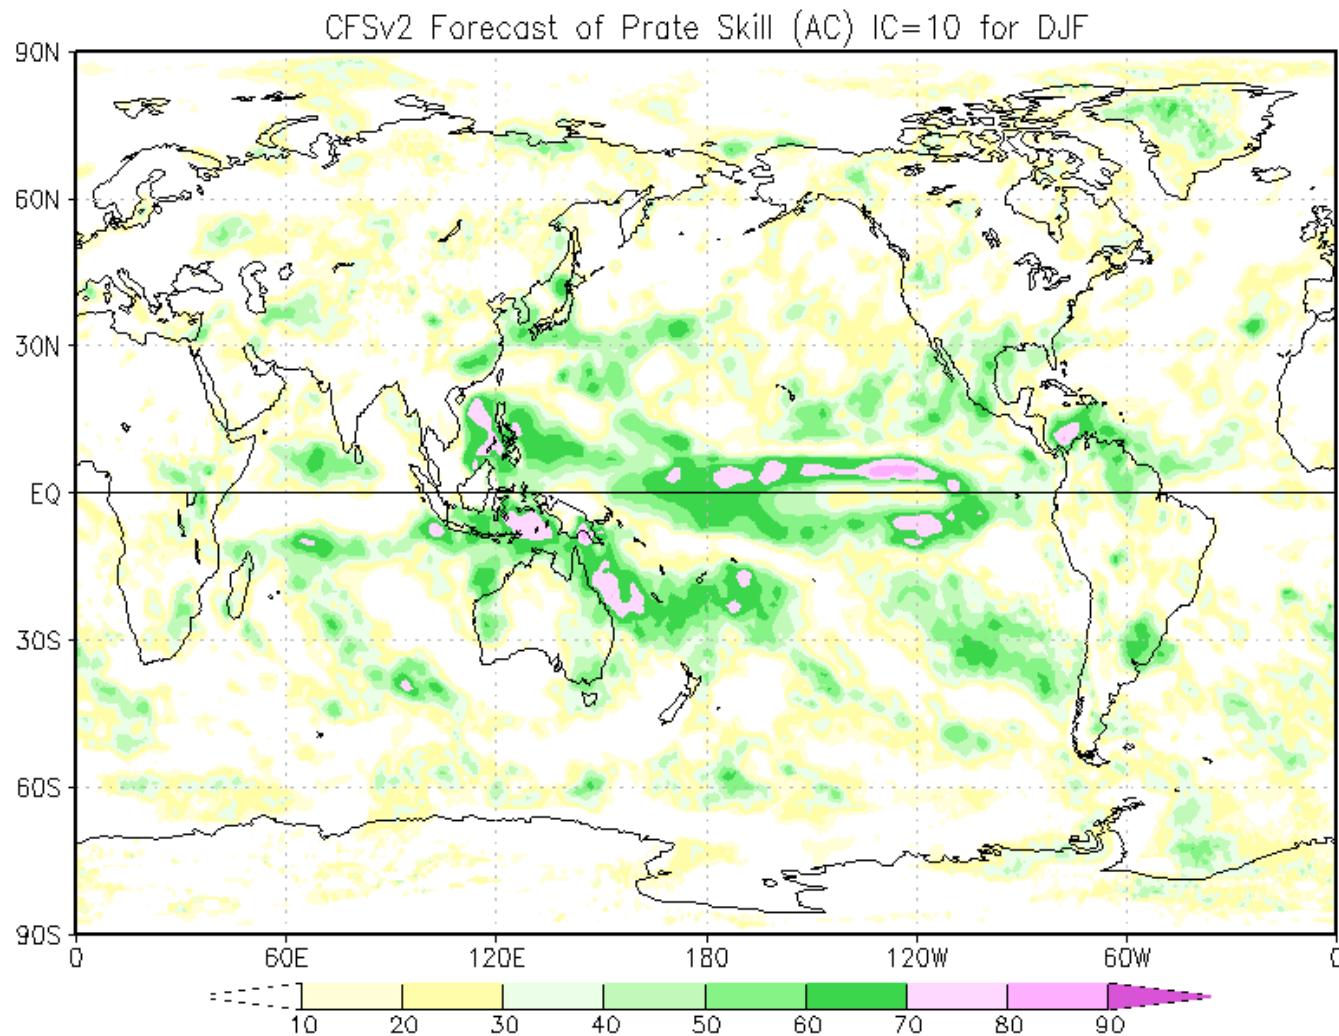 CFSv2 Forecast of Prate Skill (AC) IC=10 for DJF
90N
60N
30N
EQ
30S
60S
90S
0 60E 120E 180 120W 60W 0
10 20 30 40 50 60 70 80 90